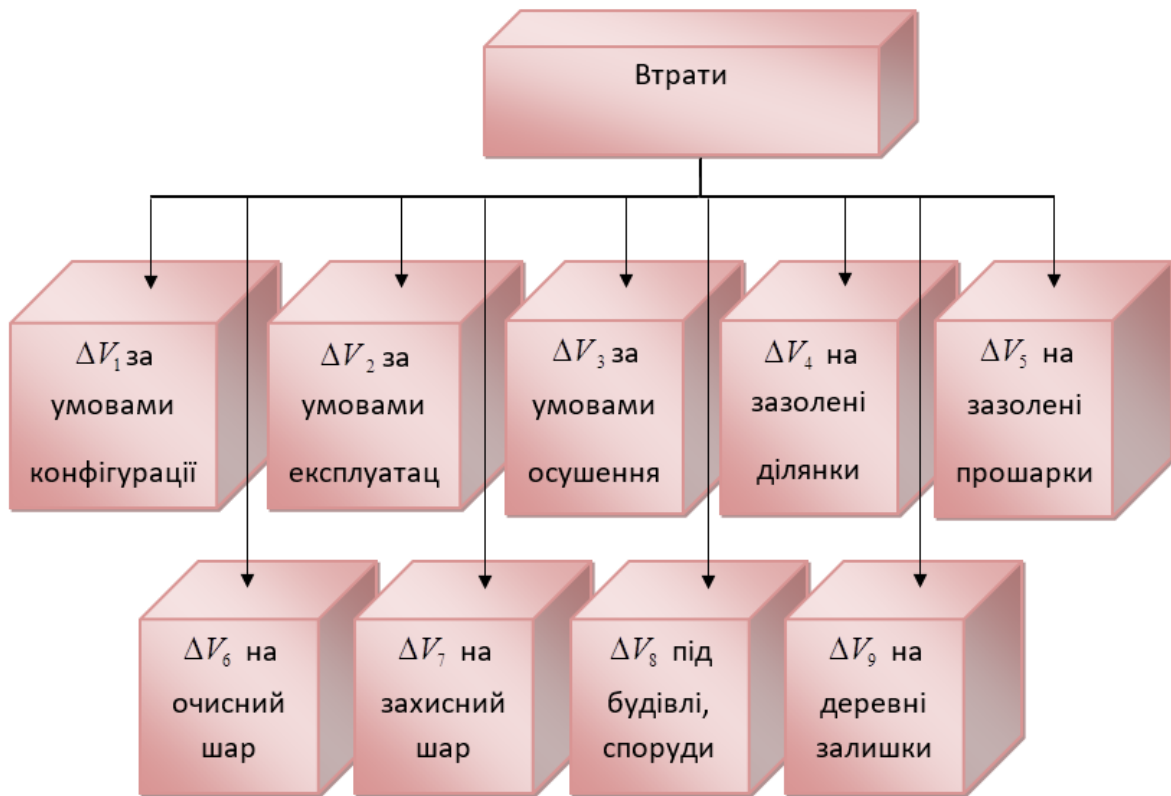 Втрати
ΔV₁ за
умовами
конфігурації
ΔV₂ за
умовами
експлуатац
ΔV₃ за
умовами
осушення
ΔV₄ на
зазолені
ділянки
ΔV₅ на
зазолені
прошарки
ΔV₆ на
очисний
шар
ΔV₇ на
захисний
шар
ΔV₈ під
будівлі,
споруди
ΔV₉ на
деревні
залишки